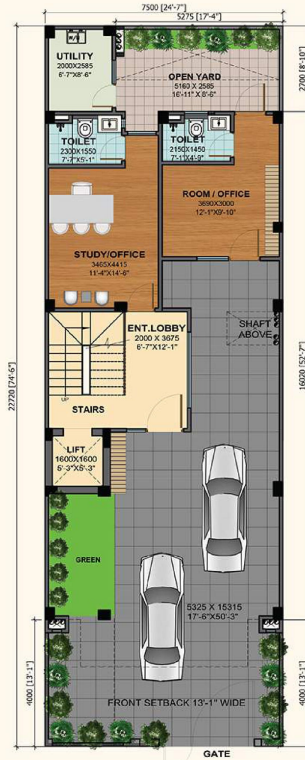 7500 [24'-7"]
5275 [17'-4"]
2700 [8'-10"]
UTILITY
2000X2585
6'-7"X8'-6"
OPEN YARD
5160 X 2585
16'-11" X 8'-6"
TOILET
2300X1550
7'-7"X5'-1"
TOILET
2150X1450
7'-1"X4'-9"
ROOM / OFFICE
3690X3000
12'-1"X9'-10"
STUDY/OFFICE
3465X4415
11'-4"X14'-6"
22720 [74'-6"]
16020 [52'-7"]
ENT.LOBBY
2000 X 3675
6'-7"X12'-1"
SHAFT
ABOVE
UP
STAIRS
LIFT
1600X1600
5'-3"X5'-3"
GREEN
5325 X 15315
17'-6"X50'-3"
4000 [13'-1"]
4000 [13'-1"]
FRONT SETBACK 13'-1" WIDE
GATE